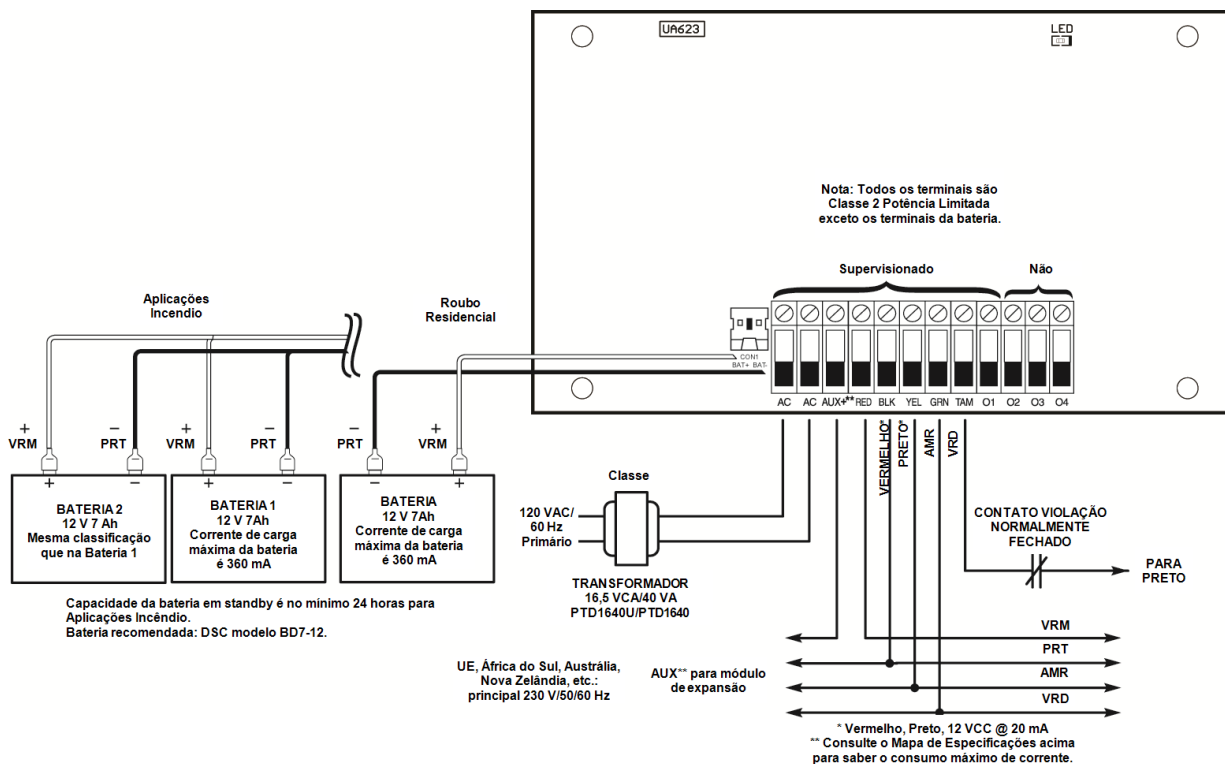 UA623
LED
Nota: Todos os terminais são
Classe 2 Potência Limitada
exceto os terminais da bateria.
Supervisionado
Não
Aplicações
Incendio
Roubo
Residencial
CON1
BAT+ BAT-
AC AC AUX+** RED BLK YEL GRN TAM O1 O2 O3 O4
+ − + − − +
VRM PRT VRM PRT PRT VRM
+ − + − − +
BATERIA 2
12 V 7 Ah
Mesma classificação
que na Bateria 1
BATERIA 1
12 V 7Ah
Corrente de carga
máxima da bateria
é 360 mA
BATERIA
12 V 7Ah
Corrente de carga
máxima da bateria
é 360 mA
Capacidade da bateria em standby é no mínimo 24 horas para
Aplicações Incêndio.
Bateria recomendada: DSC modelo BD7-12.
Classe
120 VAC/
60 Hz
Primário
TRANSFORMADOR
16,5 VCA/40 VA
PTD1640U/PTD1640
VERMELHO*
PRETO*
AMR
VRD
CONTATO VIOLAÇÃO
NORMALMENTE
FECHADO
PARA
PRETO
UE, África do Sul, Austrália,
Nova Zelândia, etc.:
principal 230 V/50/60 Hz
AUX** para módulo
de expansão
VRM
PRT
AMR
VRD
* Vermelho, Preto, 12 VCC @ 20 mA
** Consulte o Mapa de Especificações acima
para saber o consumo máximo de corrente.